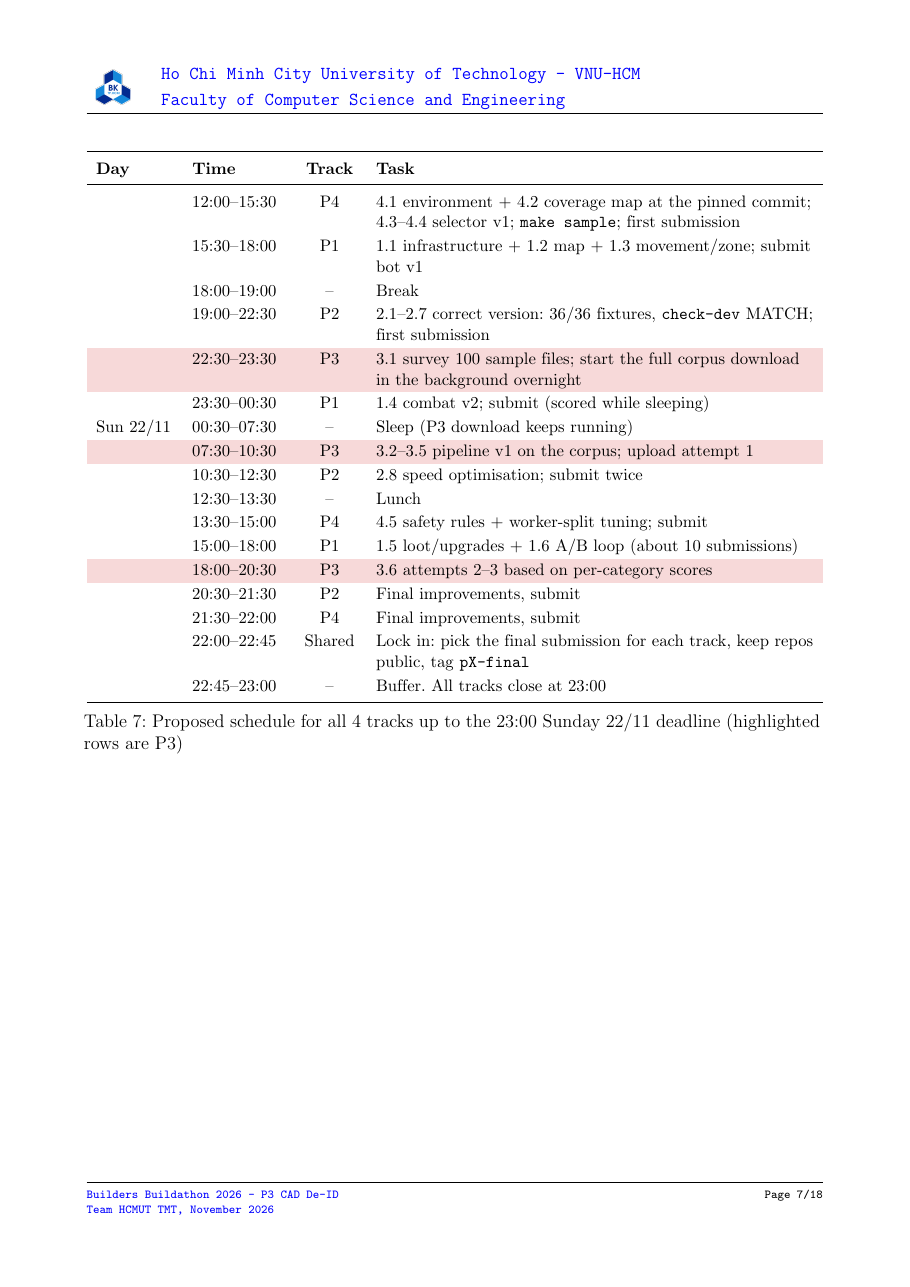 BK
Ho Chi Minh City University of Technology - VNU-HCM
Faculty of Computer Science and Engineering
Day Time Track Task
12:00–15:30 P4 4.1 environment + 4.2 coverage map at the pinned commit;
4.3–4.4 selector v1; make sample; first submission
15:30–18:00 P1 1.1 infrastructure + 1.2 map + 1.3 movement/zone; submit
bot v1
18:00–19:00 – Break
19:00–22:30 P2 2.1–2.7 correct version: 36/36 fixtures, check-dev MATCH;
first submission
22:30–23:30 P3 3.1 survey 100 sample files; start the full corpus download
in the background overnight
23:30–00:30 P1 1.4 combat v2; submit (scored while sleeping)
Sun 22/11 00:30–07:30 – Sleep (P3 download keeps running)
07:30–10:30 P3 3.2–3.5 pipeline v1 on the corpus; upload attempt 1
10:30–12:30 P2 2.8 speed optimisation; submit twice
12:30–13:30 – Lunch
13:30–15:00 P4 4.5 safety rules + worker-split tuning; submit
15:00–18:00 P1 1.5 loot/upgrades + 1.6 A/B loop (about 10 submissions)
18:00–20:30 P3 3.6 attempts 2–3 based on per-category scores
20:30–21:30 P2 Final improvements, submit
21:30–22:00 P4 Final improvements, submit
22:00–22:45 Shared Lock in: pick the final submission for each track, keep repos
public, tag pX-final
22:45–23:00 – Buffer. All tracks close at 23:00
Table 7: Proposed schedule for all 4 tracks up to the 23:00 Sunday 22/11 deadline (highlighted
rows are P3)
Builders Buildathon 2026 - P3 CAD De-ID Page 7/18
Team HCMUT TMT, November 2026